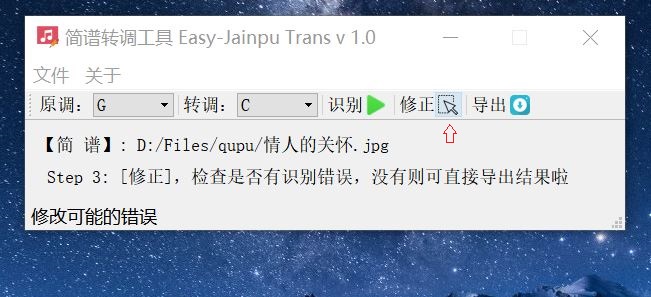 简谱转调工具 Easy-Jainpu Trans v 1.0
文件 关于
原调： G 转调： C 识别 修正 导出
【简 谱】: D:/Files/qupu/情人的关怀.jpg
Step 3: [修正]，检查是否有识别错误，没有则可直接导出结果啦
修改可能的错误